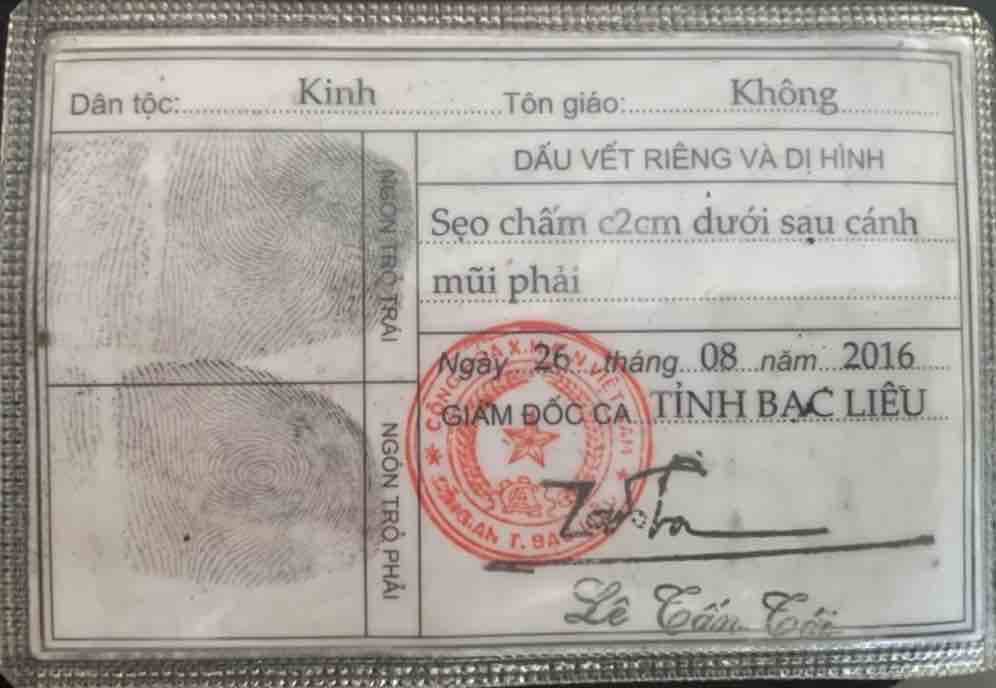 Dân tộc: Kinh Tôn giáo: Không
NGÓN TRỎ TRÁI
DẤU VẾT RIÊNG VÀ DỊ HÌNH
Sẹo chấm c2cm dưới sau cánh
mũi phải
NGÓN TRỎ PHẢI
Ngày 26 tháng 08 năm 2016
GIÁM ĐỐC CA TỈNH BẠC LIÊU
Lê Tấn Tới